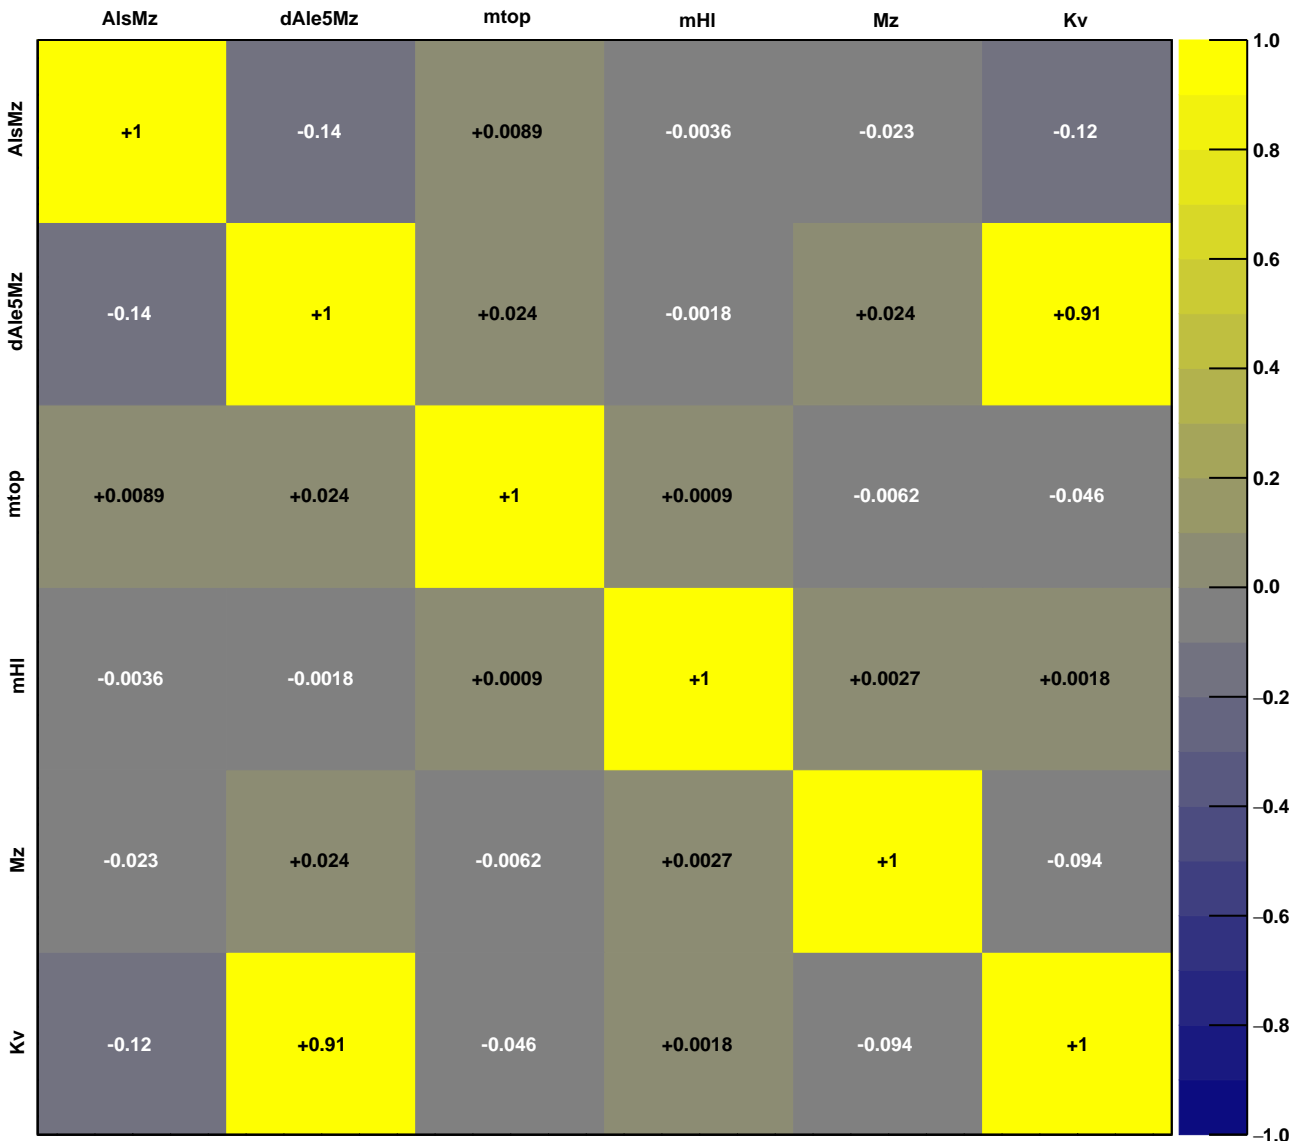 AlsMz dAle5Mz mtop mHl Mz Kv
AlsMz +1 -0.14 +0.0089 -0.0036 -0.023 -0.12
dAle5Mz -0.14 +1 +0.024 -0.0018 +0.024 +0.91
mtop +0.0089 +0.024 +1 +0.0009 -0.0062 -0.046
mHl -0.0036 -0.0018 +0.0009 +1 +0.0027 +0.0018
Mz -0.023 +0.024 -0.0062 +0.0027 +1 -0.094
Kv -0.12 +0.91 -0.046 +0.0018 -0.094 +1
1.0
0.8
0.6
0.4
0.2
0.0
−0.2
−0.4
−0.6
−0.8
−1.0